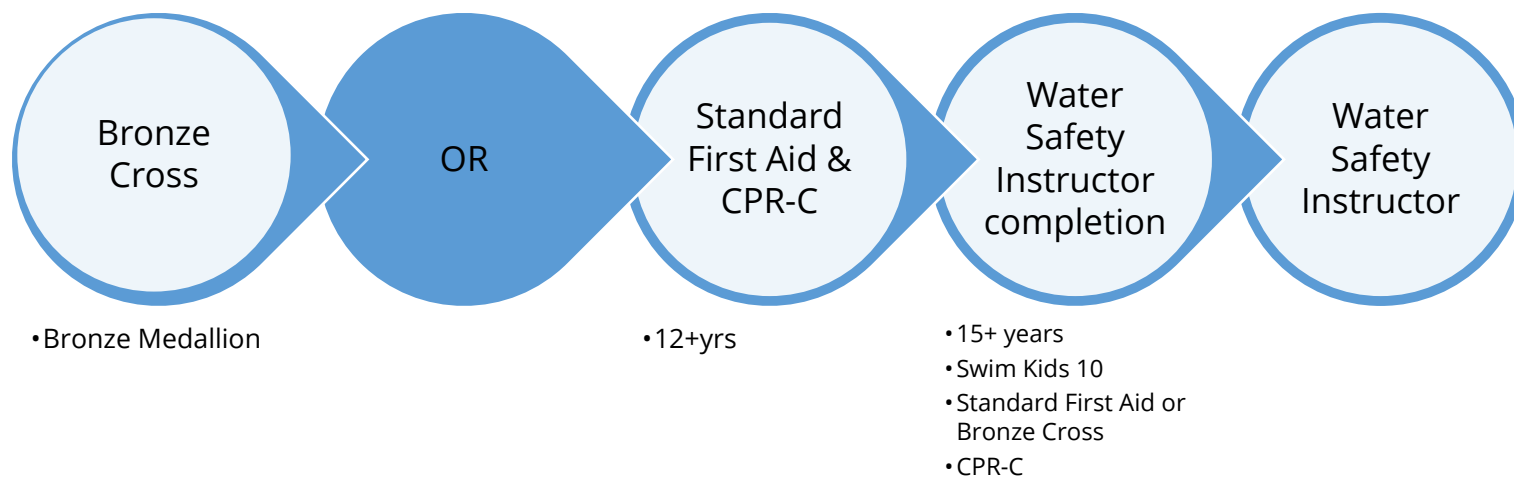 Bronze
Cross
OR
Standard
First Aid &
CPR-C
Water
Safety
Instructor
completion
Water
Safety
Instructor
•Bronze Medallion
•12+yrs
•15+ years
•Swim Kids 10
•Standard First Aid or
Bronze Cross
•CPR-C